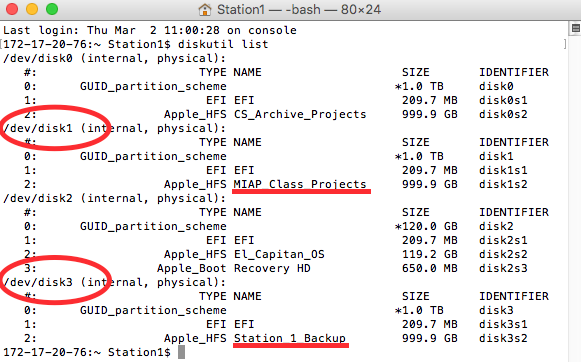 Station1 — -bash — 80×24
Last login: Thu Mar  2 11:00:28 on console
[172-17-20-76:~ Station1$ diskutil list                                        ]
/dev/disk0 (internal, physical):
   #:                       TYPE NAME                    SIZE       IDENTIFIER
   0:      GUID_partition_scheme                        *1.0 TB     disk0
   1:                        EFI EFI                     209.7 MB   disk0s1
   2:                  Apple_HFS CS_Archive_Projects     999.9 GB   disk0s2
/dev/disk1 (internal, physical):
   #:                       TYPE NAME                    SIZE       IDENTIFIER
   0:      GUID_partition_scheme                        *1.0 TB     disk1
   1:                        EFI EFI                     209.7 MB   disk1s1
   2:                  Apple_HFS MIAP Class Projects     999.9 GB   disk1s2
/dev/disk2 (internal, physical):
   #:                       TYPE NAME                    SIZE       IDENTIFIER
   0:      GUID_partition_scheme                        *120.0 GB   disk2
   1:                        EFI EFI                     209.7 MB   disk2s1
   2:                  Apple_HFS El_Capitan_OS           119.2 GB   disk2s2
   3:                 Apple_Boot Recovery HD             650.0 MB   disk2s3
/dev/disk3 (internal, physical):
   #:                       TYPE NAME                    SIZE       IDENTIFIER
   0:      GUID_partition_scheme                        *1.0 TB     disk3
   1:                        EFI EFI                     209.7 MB   disk3s1
   2:                  Apple_HFS Station 1 Backup        999.9 GB   disk3s2
172-17-20-76:~ Station1$